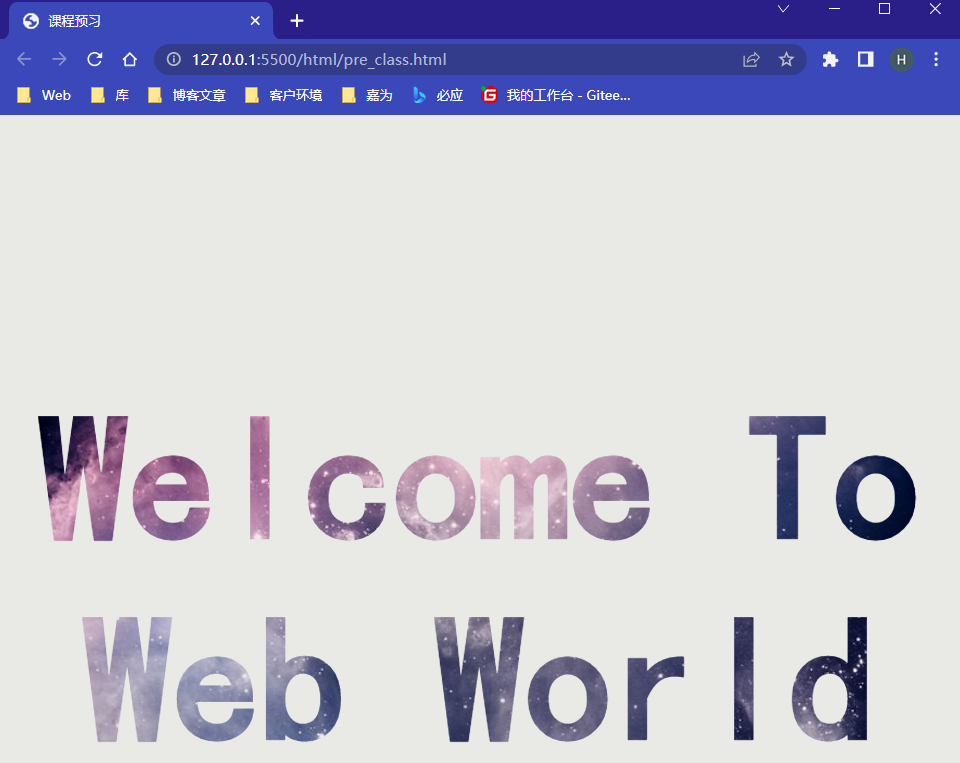 课程预习
127.0.0.1:5500/html/pre_class.html
H
Web 库 博客文章 客户环境 嘉为 必应 我的工作台 - Gitee...
Welcome To
Web World